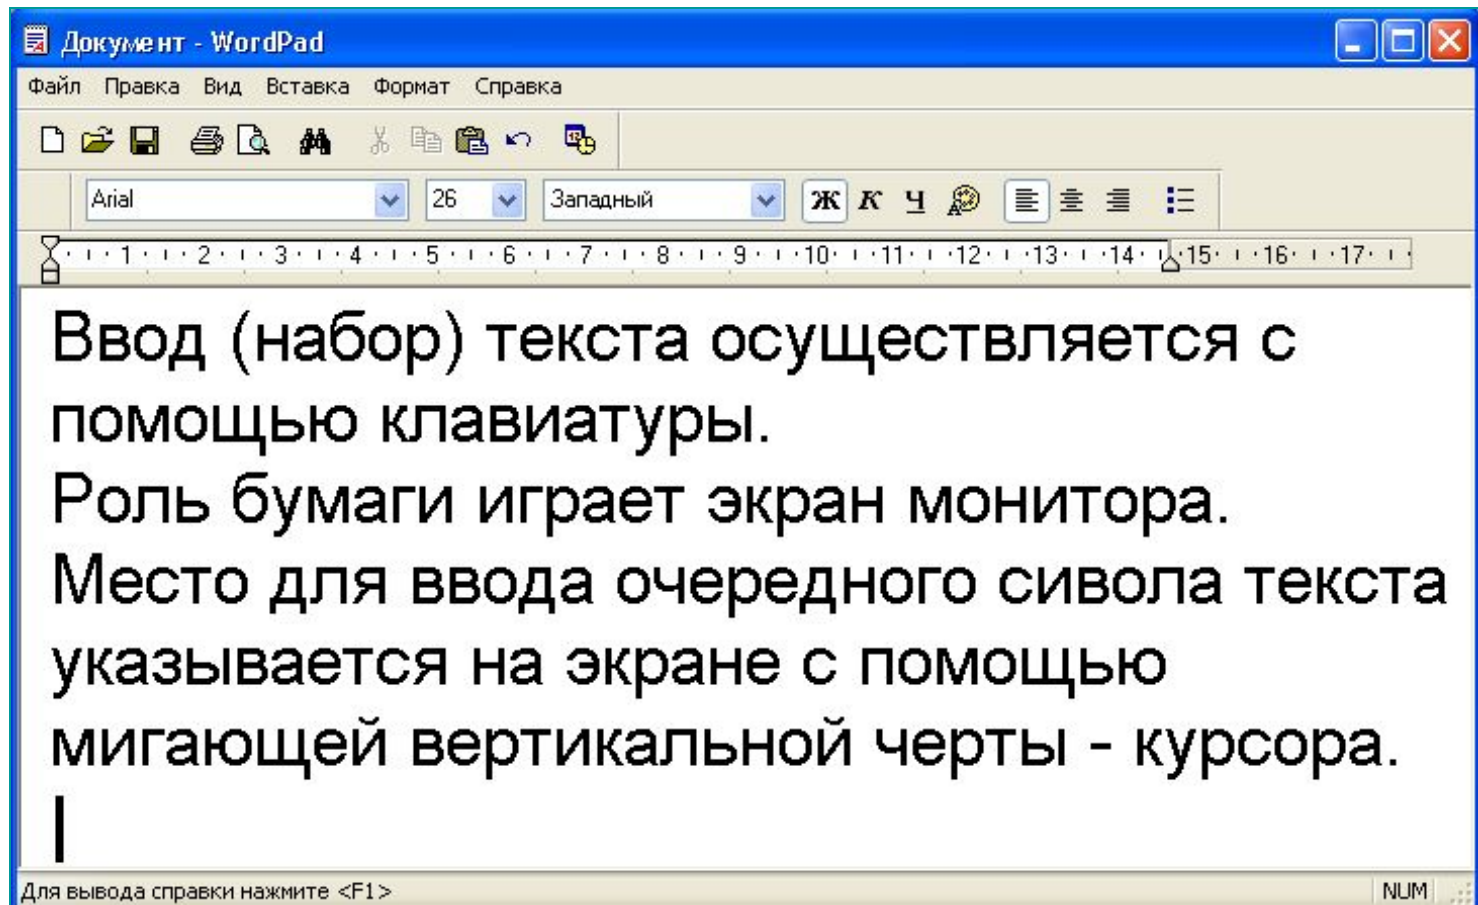 Документ - WordPad
Файл Правка Вид Вставка Формат Справка
Arial 26 Западный Ж К Ч
1 2 3 4 5 6 7 8 9 10 11 12 13 14 15 16 17
Ввод (набор) текста осуществляется с
помощью клавиатуры.
Роль бумаги играет экран монитора.
Место для ввода очередного сивола текста
указывается на экране с помощью
мигающей вертикальной черты - курсора.
Для вывода справки нажмите <F1> NUM